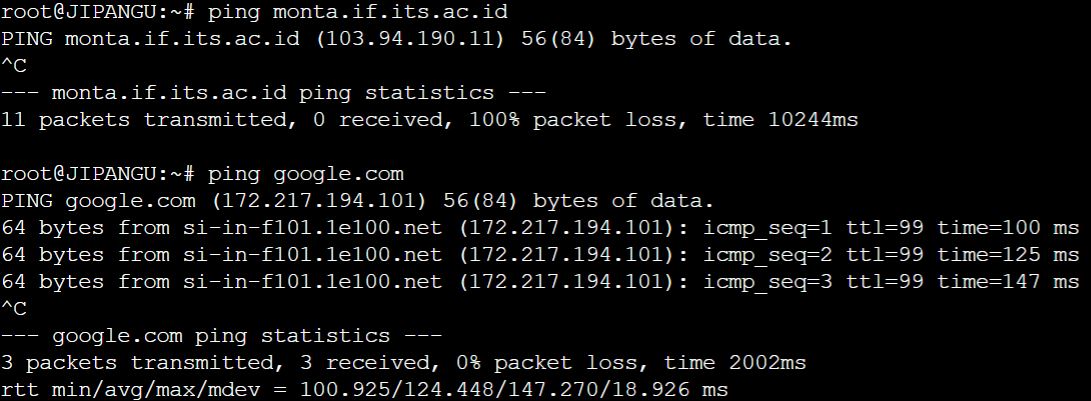 root@JIPANGU:~# ping monta.if.its.ac.id
PING monta.if.its.ac.id (103.94.190.11) 56(84) bytes of data.
^C
--- monta.if.its.ac.id ping statistics ---
11 packets transmitted, 0 received, 100% packet loss, time 10244ms
root@JIPANGU:~# ping google.com
PING google.com (172.217.194.101) 56(84) bytes of data.
64 bytes from si-in-f101.1e100.net (172.217.194.101): icmp_seq=1 ttl=99 time=100 ms
64 bytes from si-in-f101.1e100.net (172.217.194.101): icmp_seq=2 ttl=99 time=125 ms
64 bytes from si-in-f101.1e100.net (172.217.194.101): icmp_seq=3 ttl=99 time=147 ms
^C
--- google.com ping statistics ---
3 packets transmitted, 3 received, 0% packet loss, time 2002ms
rtt min/avg/max/mdev = 100.925/124.448/147.270/18.926 ms